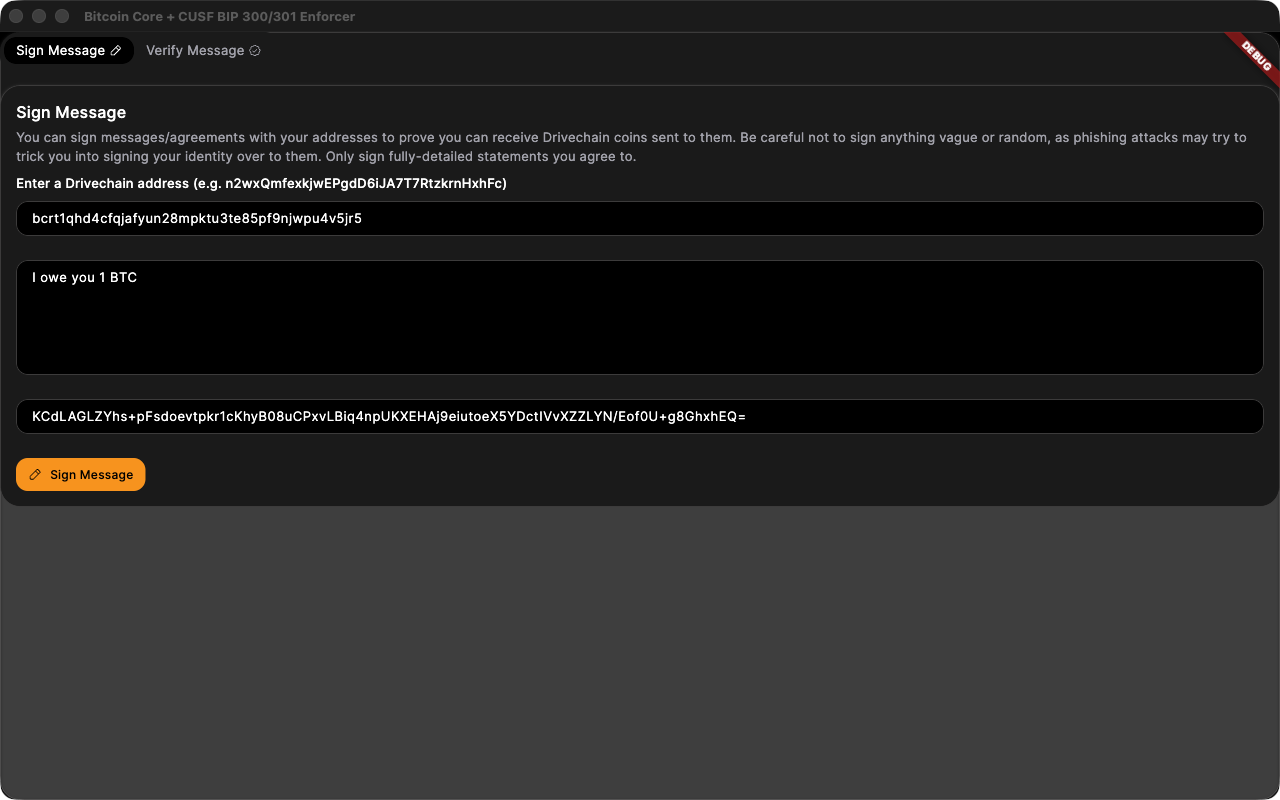 Bitcoin Core + CUSF BIP 300/301 Enforcer
Sign Message
Verify Message
DEBUG
Sign Message
You can sign messages/agreements with your addresses to prove you can receive Drivechain coins sent to them. Be careful not to sign anything vague or random, as phishing attacks may try to
trick you into signing your identity over to them. Only sign fully-detailed statements you agree to.
Enter a Drivechain address (e.g. n2wxQmfexkjwEPgdD6iJA7T7RtzkrnHxhFc)
bcrt1qhd4cfqjafyun28mpktu3te85pf9njwpu4v5jr5
I owe you 1 BTC
KCdLAGLZYhs+pFsdoevtpkr1cKhyB08uCPxvLBiq4npUKXEHAj9eiutoeX5YDctIVvXZZLYN/Eof0U+g8GhxhEQ=
Sign Message